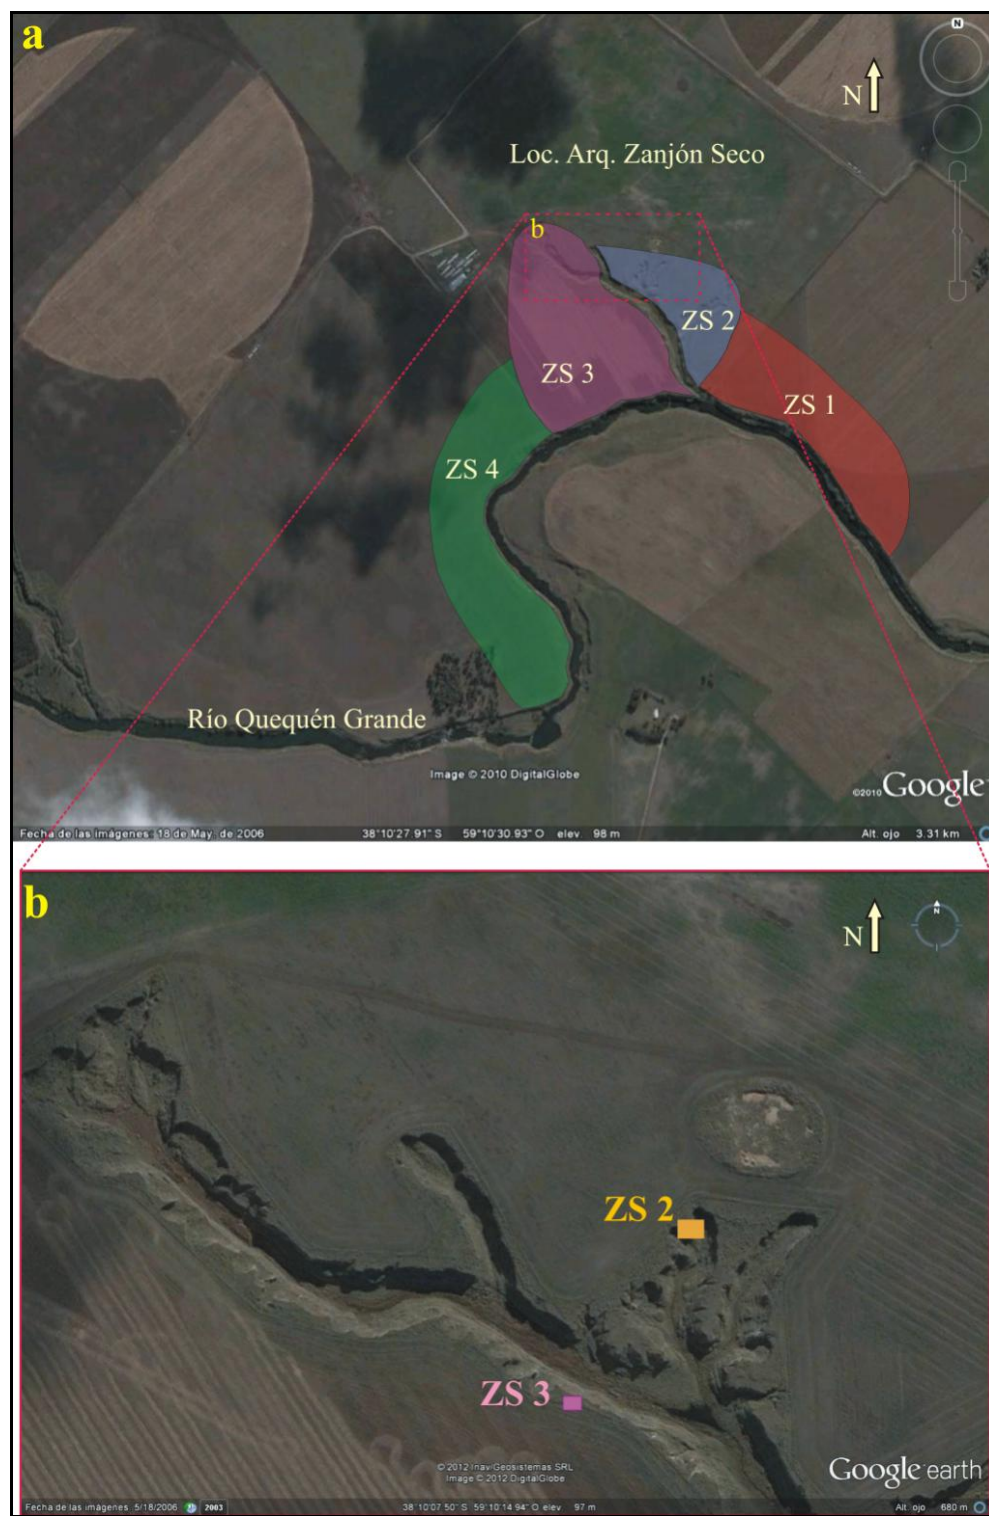 a
N
N
Loc. Arq. Zanjón Seco
b
ZS 2
ZS 3
ZS 1
ZS 4
Río Quequén Grande
Image © 2010 DigitalGlobe
©2010 Google
Fecha de las imágenes: 18 de May. de 2006 38°10'27.91" S 59°10'30.93" O elev. 98 m Alt. ojo 3.31 km
b
N
N
ZS 2
ZS 3
© 2012 Inav/Geosistemas SRL
Image © 2012 DigitalGlobe
Google earth
Fecha de las imágenes 5/18/2006 2003 38°10'07.50" S 59°10'14.94" O elev 97 m Alt. ojo 680 m